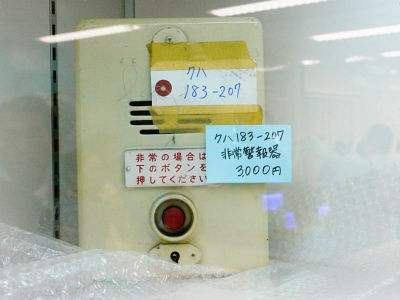 クハ
183-207
クハ183-207
非常警報器
3,000円
非常の場合は
下のボタンを
押してください